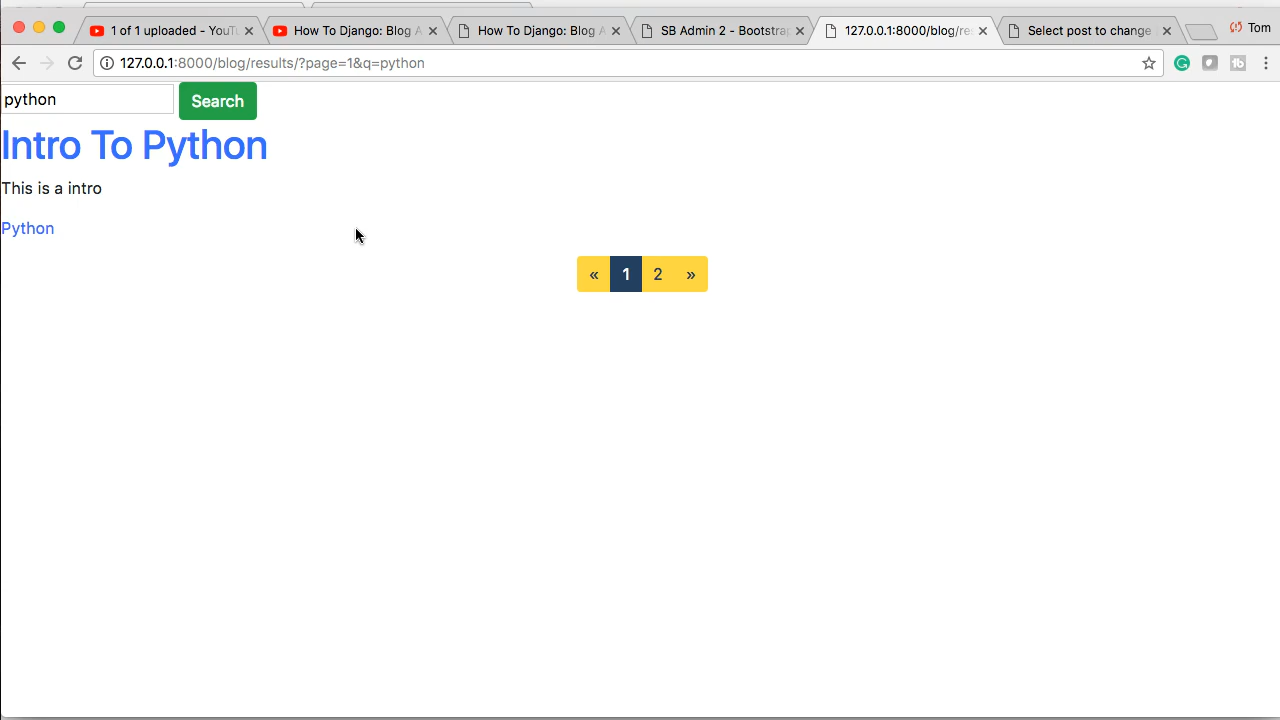 1 of 1 uploaded - YouT
How To Django: Blog A
How To Django: Blog A
SB Admin 2 - Bootstra
127.0.0.1:8000/blog/re
Select post to change
Tom
127.0.0.1:8000/blog/results/?page=1&q=python
python
Search
Intro To Python
This is a intro
Python
« 1 2 »